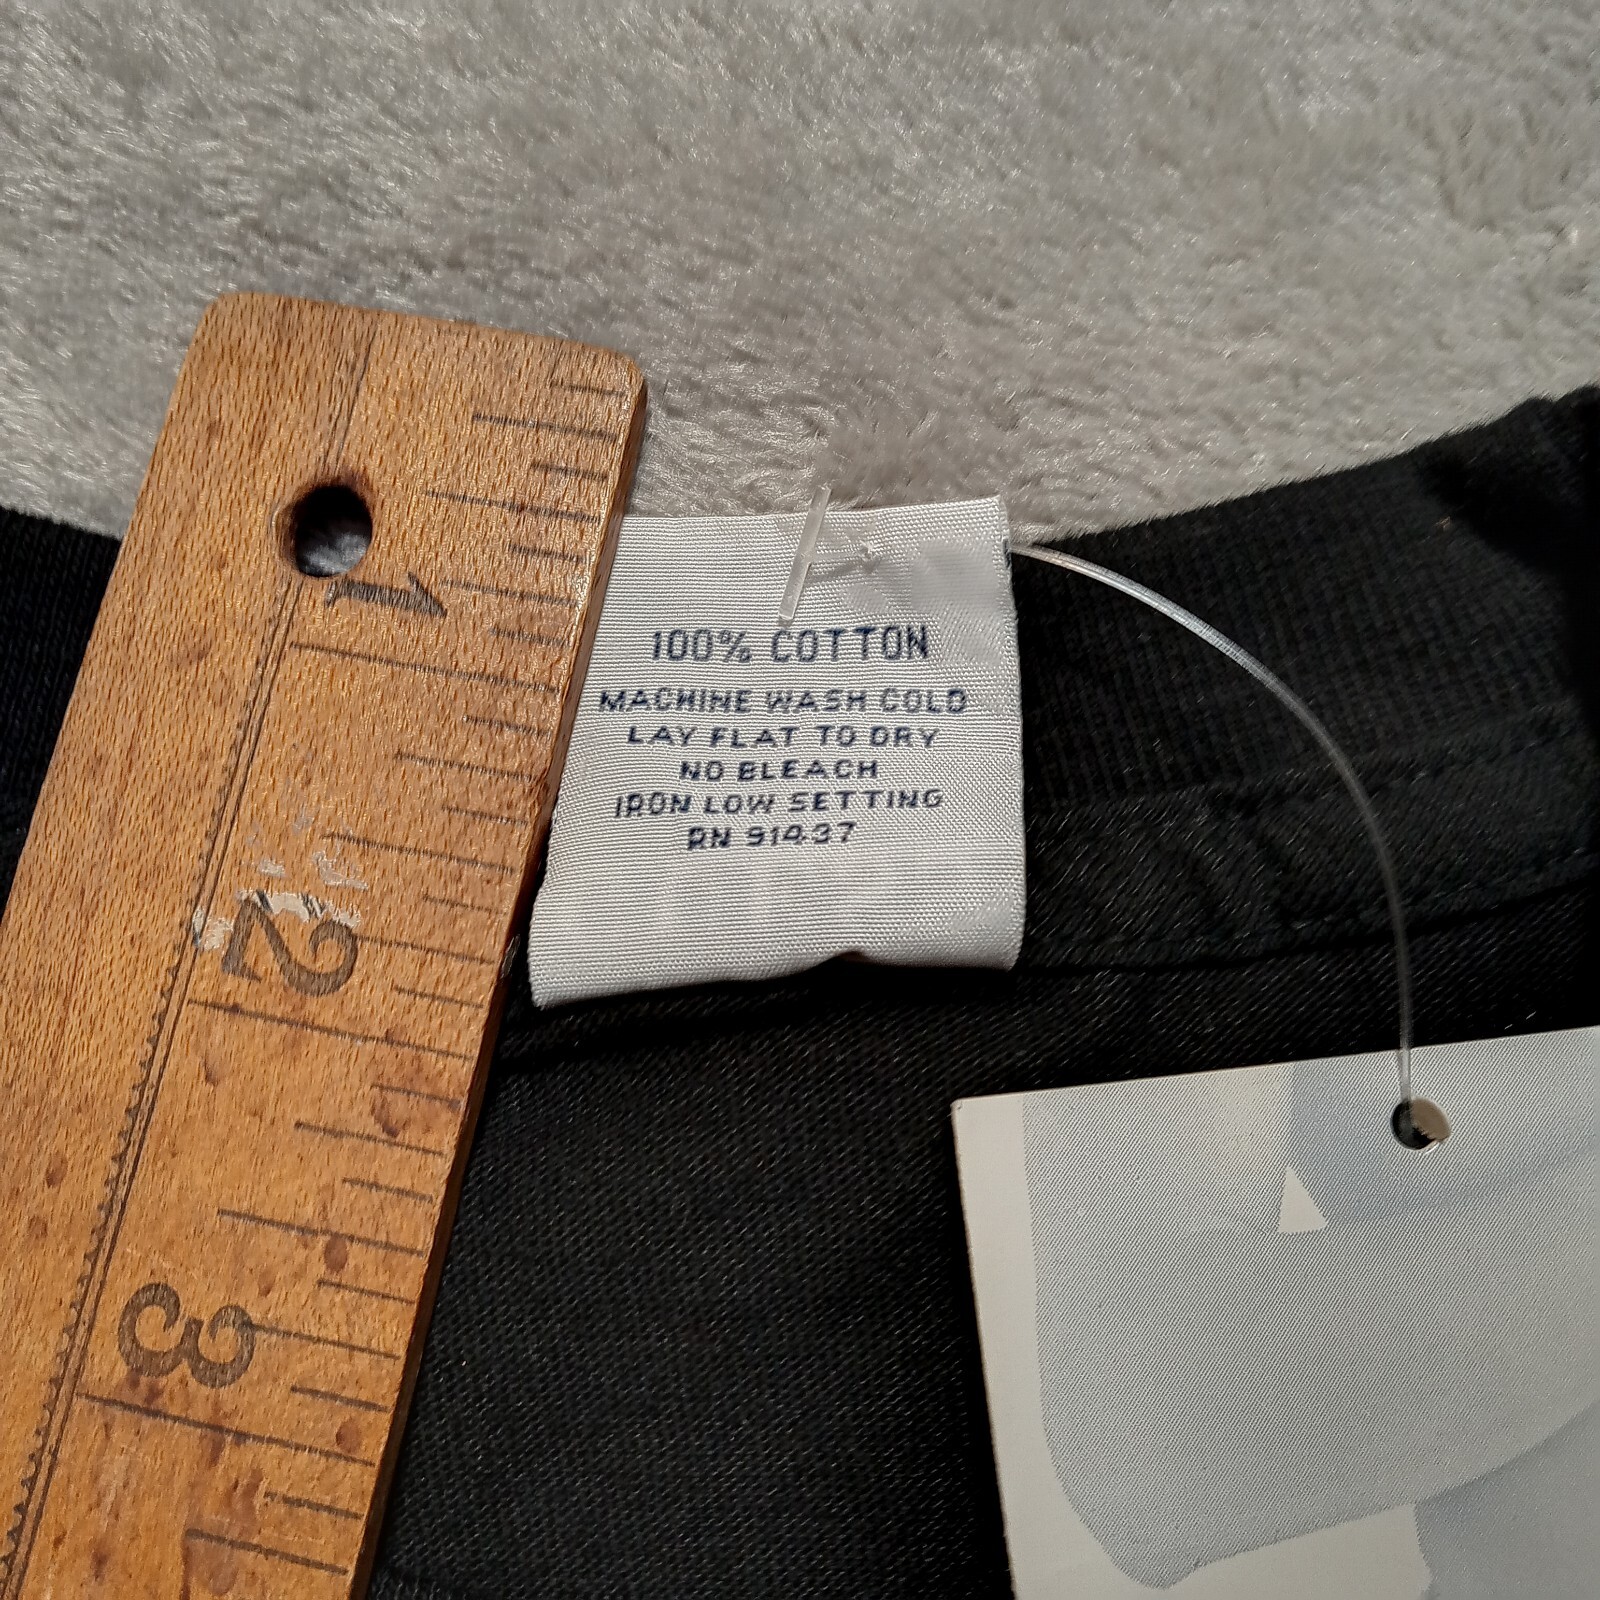 1
2
3
100% COTTON
MACHINE WASH COLD
LAY FLAT TO DRY
NO BLEACH
IRON LOW SETTING
RN 91437